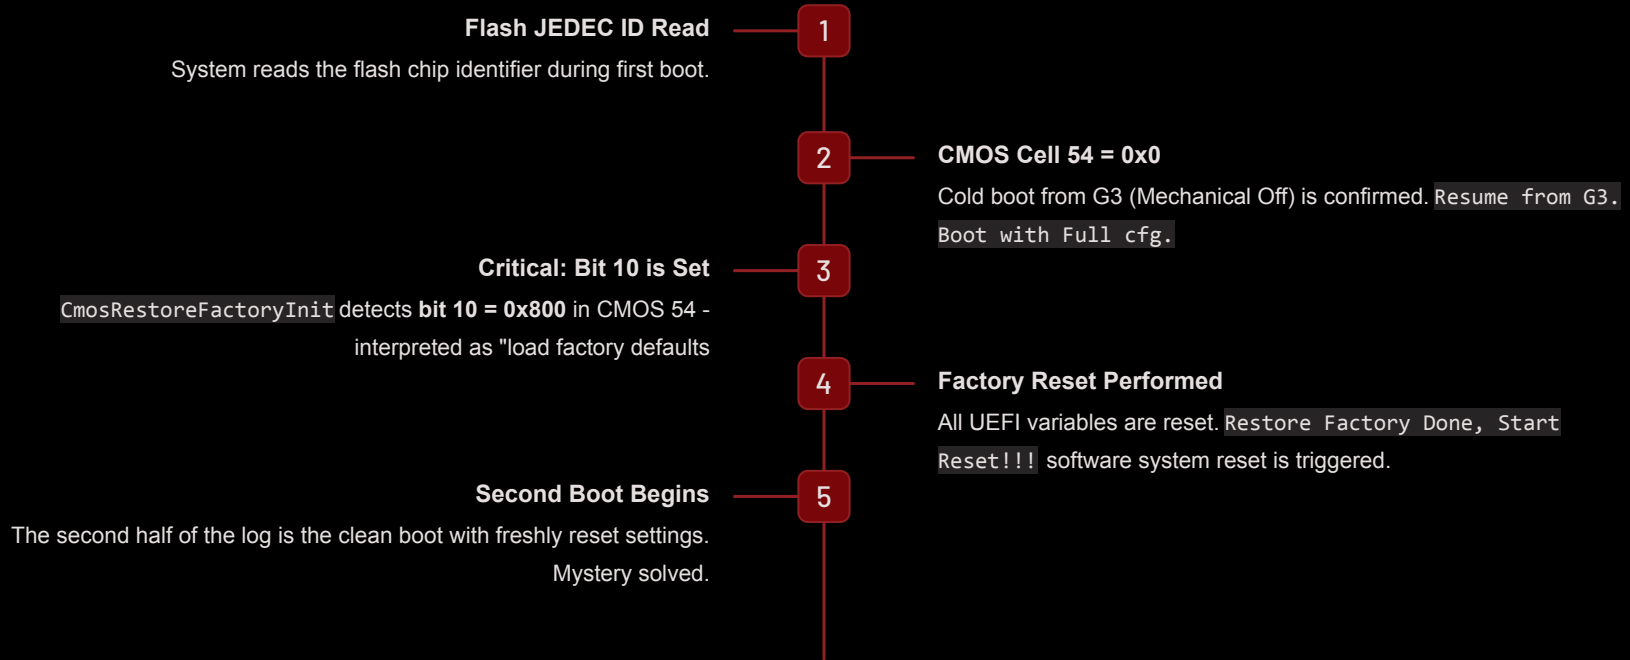 Flash JEDEC ID Read
1
System reads the flash chip identifier during first boot.
2
CMOS Cell 54 = 0x0
Cold boot from G3 (Mechanical Off) is confirmed. Resume from G3.
Boot with Full cfg.
Critical: Bit 10 is Set
3
CmosRestoreFactoryInit detects bit 10 = 0x800 in CMOS 54 -
interpreted as "load factory defaults
4
Factory Reset Performed
All UEFI variables are reset. Restore Factory Done, Start
Reset!!! software system reset is triggered.
Second Boot Begins
5
The second half of the log is the clean boot with freshly reset settings.
Mystery solved.